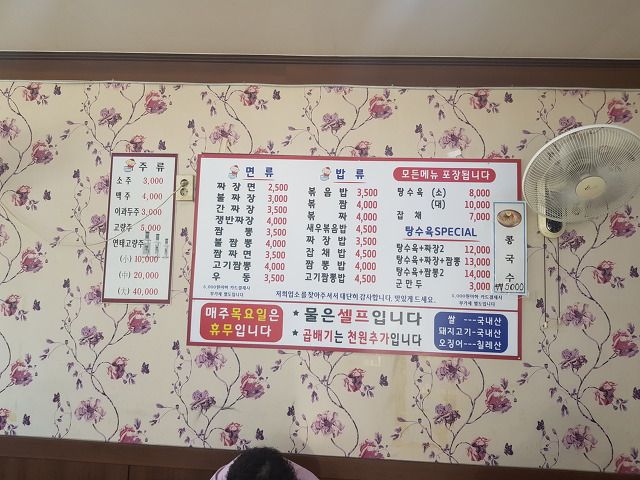 주 류
소 주 3,000
맥 주 4,000
이과두주 3,000
고량주 5,000
연태고량주
(小) 10,000
(中) 20,000
(大) 40,000
면 류
짜 장 면 2,500
볼 짜 장 3,000
간 짜 장 3,500
쟁반짜장 4,000
짬 뽕 3,500
불 짬 뽕 4,000
짬 짜 면
고기짬뽕 4,000
우 동 3,500
밥 류
볶 음 밥 3,500
볶 짬 4,000
볶 짜 4,000
새우볶음밥 4,500
짜 장 밥 3,500
잡 채 밥 4,500
짬 뽕 밥 4,000
고기짬뽕밥 4,500
모든메뉴 포장됩니다
탕수육 (소) 8,000
(대) 10,000
잡 채 7,000
탕수육SPECIAL
탕수육+짜장2 12,000
탕수육+짜장+짬뽕 13,000
탕수육+짬뽕2 14,000
군 만 두 3,000
저희업소를찾아주셔서 대단히감사합니다. 맛있게드세요.
매주목요일은
휴무입니다
* 물은셀프입니다
* 곱배기는 천원추가입니다
쌀 ---국내산
돼지고기-국내산
오징어---칠레산
콩
국
수
5000